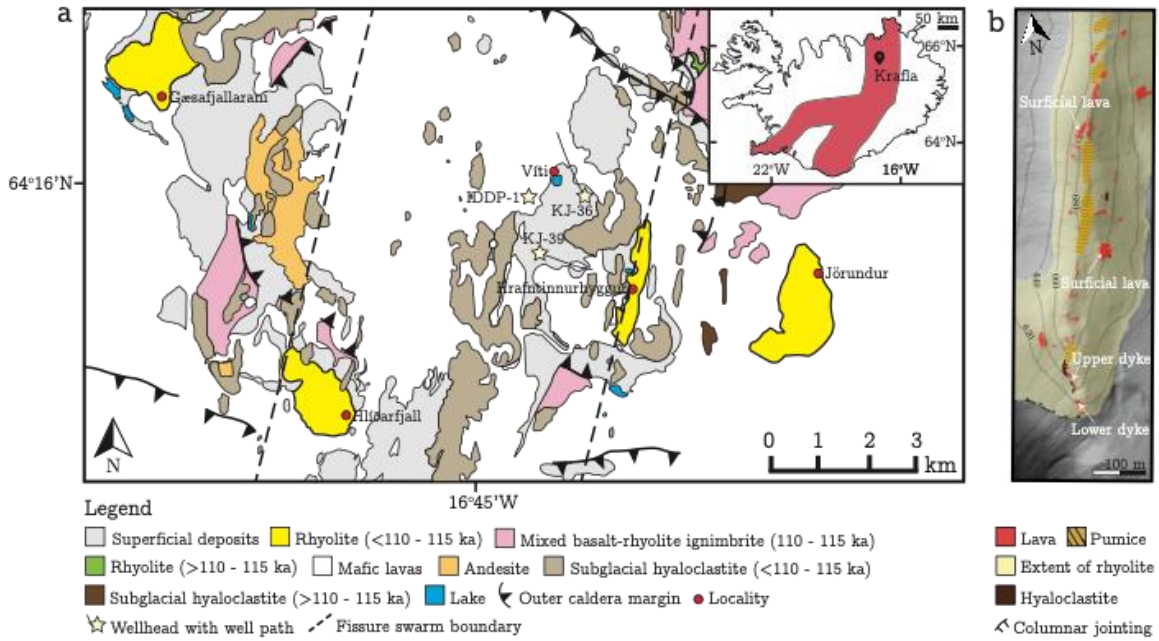 a
b
50 km
66°N
Krafla
64°N
22°W
16°W
N
Surficial lava
Surficial lava
Upper dyke
Lower dyke
100 m
Gæsafjallarani
64°16'N
Víti
IDDP-1
KJ-36
KJ-39
Hrafntinnuhryggur
Jörundur
Hlíðarfjall
N
0 1 2 3
km
16°45'W
Legend
Superficial deposits Rhyolite (<110 - 115 ka) Mixed basalt-rhyolite ignimbrite (110 - 115 ka)
Rhyolite (>110 - 115 ka) Mafic lavas Andesite Subglacial hyaloclastite (<110 - 115 ka)
Subglacial hyaloclastite (>110 - 115 ka) Lake Outer caldera margin Locality
Wellhead with well path Fissure swarm boundary
Lava Pumice
Extent of rhyolite
Hyaloclastite
Columnar jointing